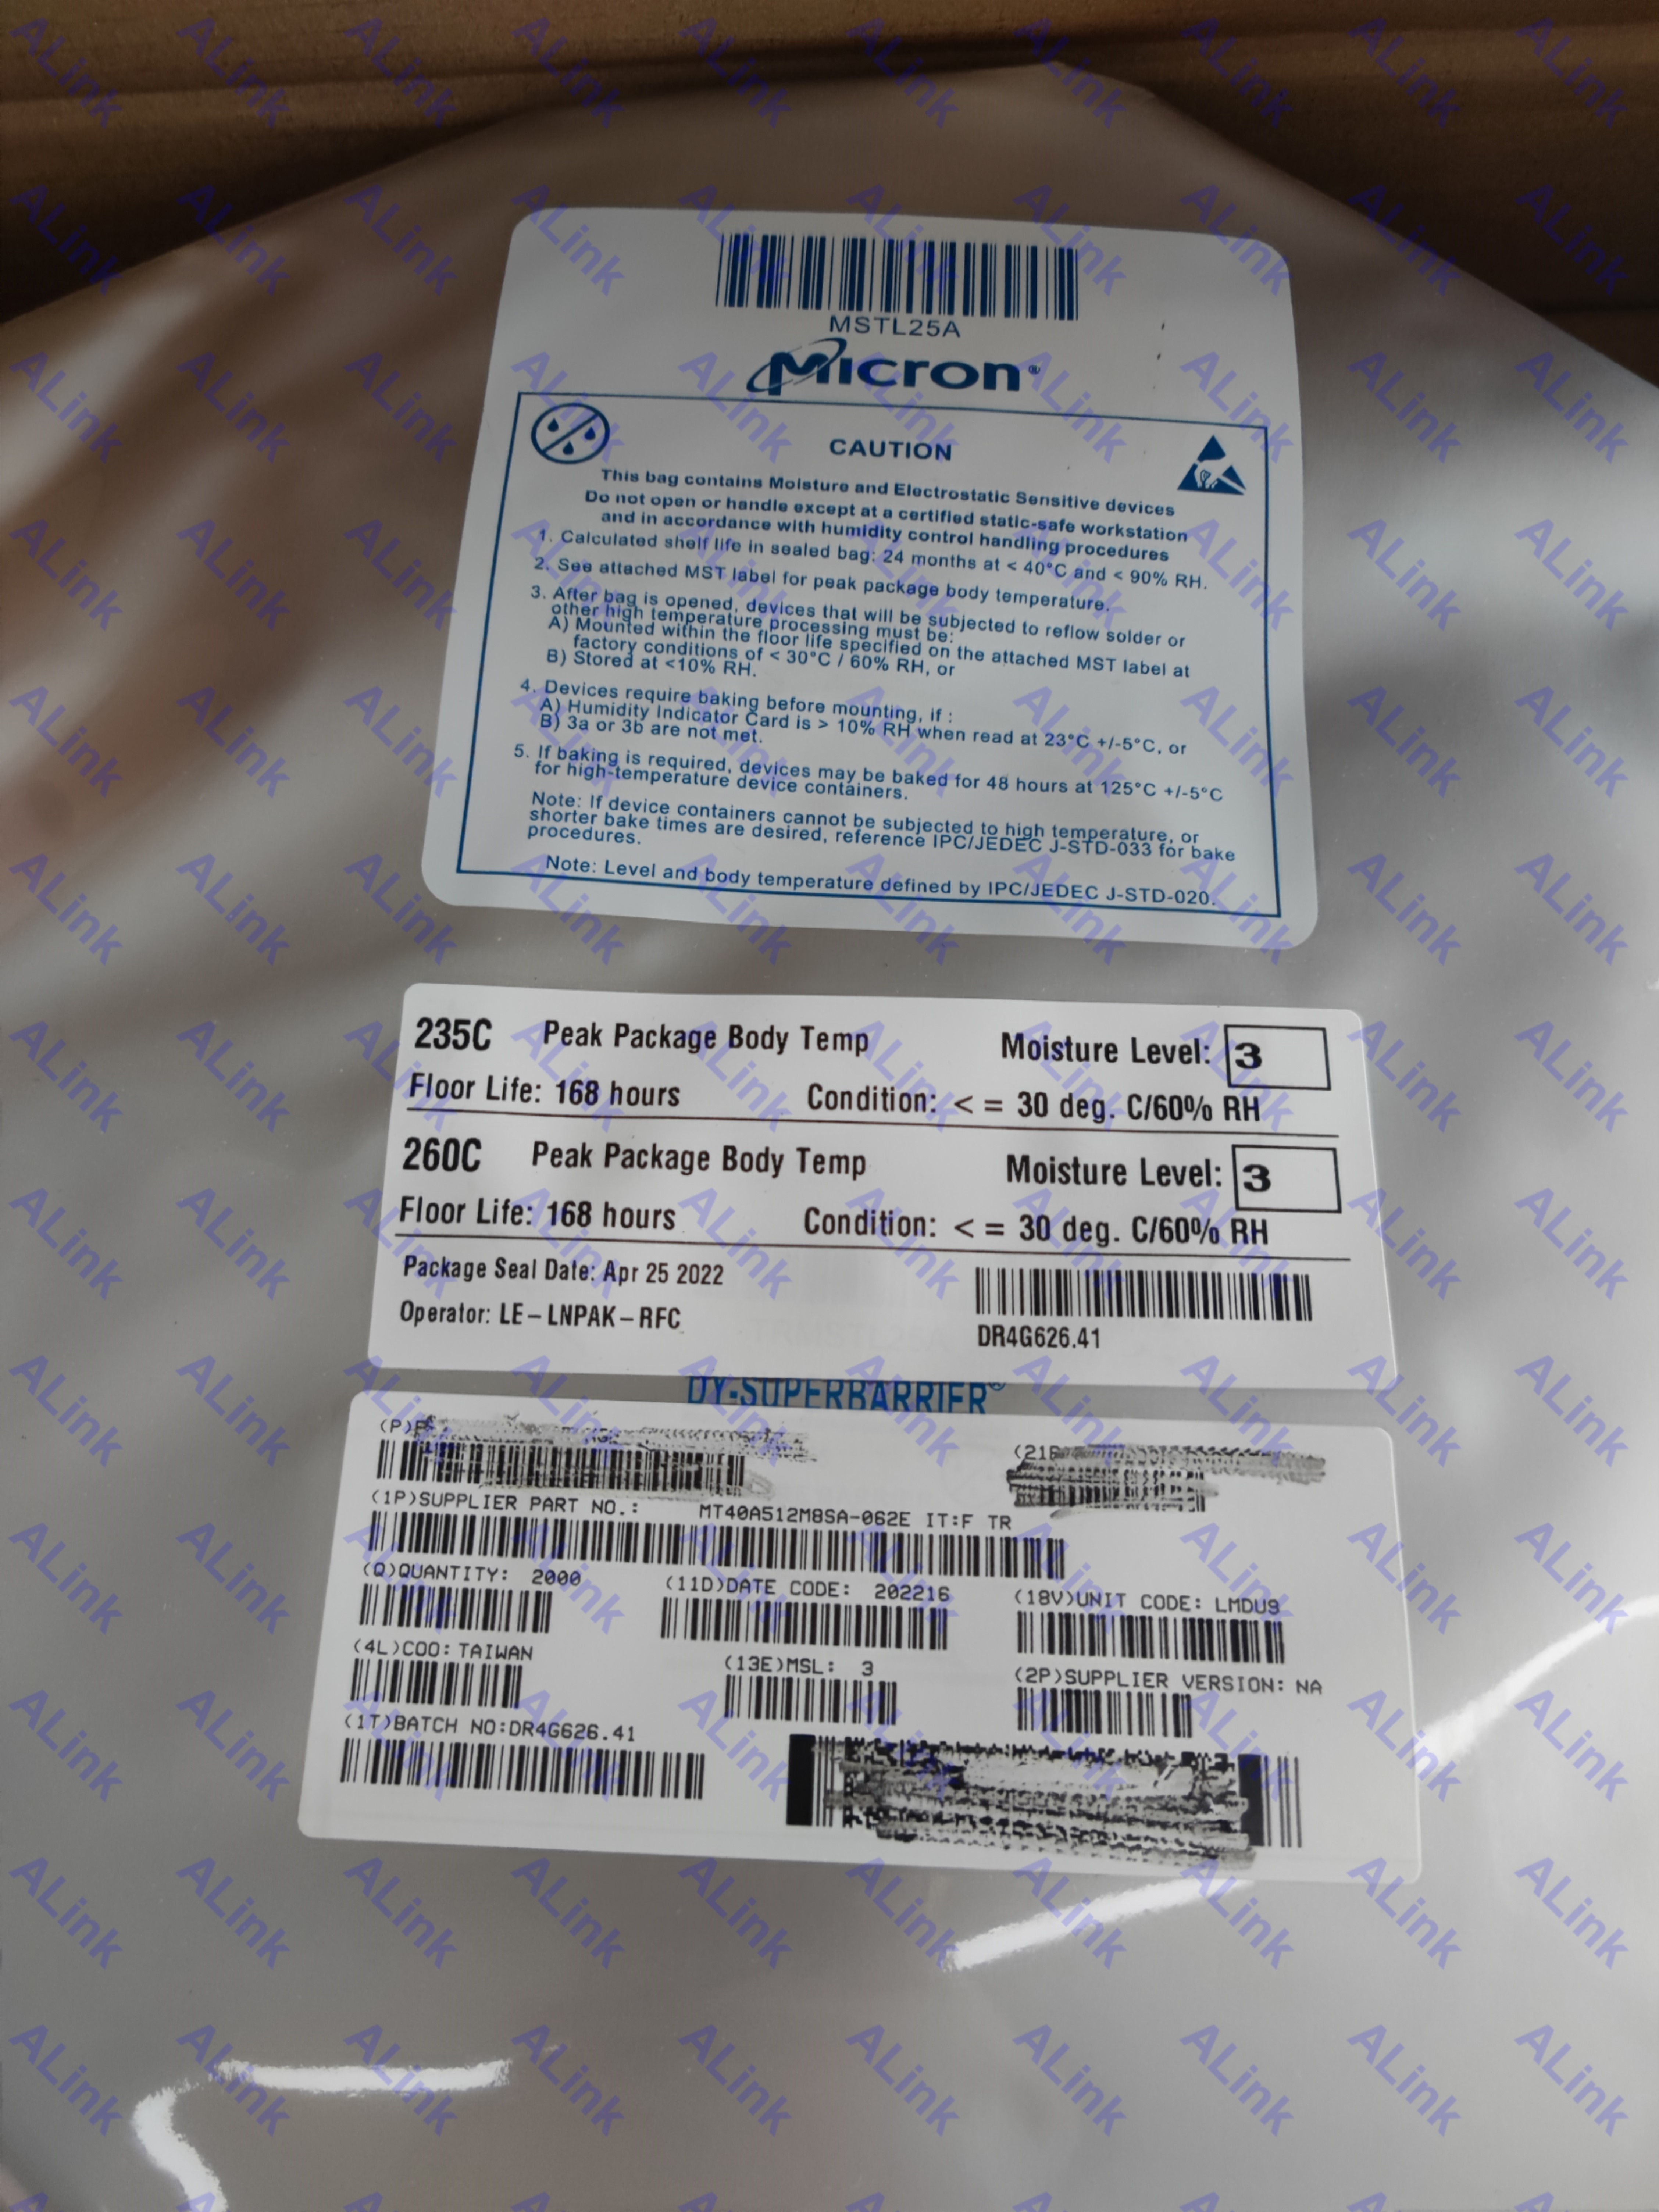 MSTL25A
Micron®
CAUTION
This bag contains Moisture and Electrostatic Sensitive devices
Do not open or handle except at a certified static-safe workstation
and in accordance with humidity control handling procedures
1. Calculated shelf life in sealed bag: 24 months at < 40°C and < 90% RH.
2. See attached MST label for peak package body temperature.
3. After bag is opened, devices that will be subjected to reflow solder or
other high temperature processing must be:
A) Mounted within the floor life specified on the attached MST label at
factory conditions of < 30°C / 60% RH, or
B) Stored at <10% RH.
4. Devices require baking before mounting, if :
A) Humidity Indicator Card is > 10% RH when read at 23°C +/-5°C, or
B) 3a or 3b are not met.
5. If baking is required, devices may be baked for 48 hours at 125°C +/-5°C
for high-temperature device containers.
Note: If device containers cannot be subjected to high temperature, or
shorter bake times are desired, reference IPC/JEDEC J-STD-033 for bake
procedures.
Note: Level and body temperature defined by IPC/JEDEC J-STD-020.
235C Peak Package Body Temp Moisture Level: 3
Floor Life: 168 hours Condition: < = 30 deg. C/60% RH
260C Peak Package Body Temp Moisture Level: 3
Floor Life: 168 hours Condition: < = 30 deg. C/60% RH
Package Seal Date: Apr 25 2022
Operator: LE-LNPAK-RFC
DR4G626.41
DY-SUPERBARRIER®
(P)
(1P)SUPPLIER PART NO.: MT40A512M8SA-062E IT:F TR
(Q)QUANTITY: 2000 (11D)DATE CODE: 202216 (18V)UNIT CODE: LMDU9
(4L)COO: TAIWAN (13E)MSL: 3 (2P)SUPPLIER VERSION: NA
(1T)BATCH NO:DR4G626.41
ALink